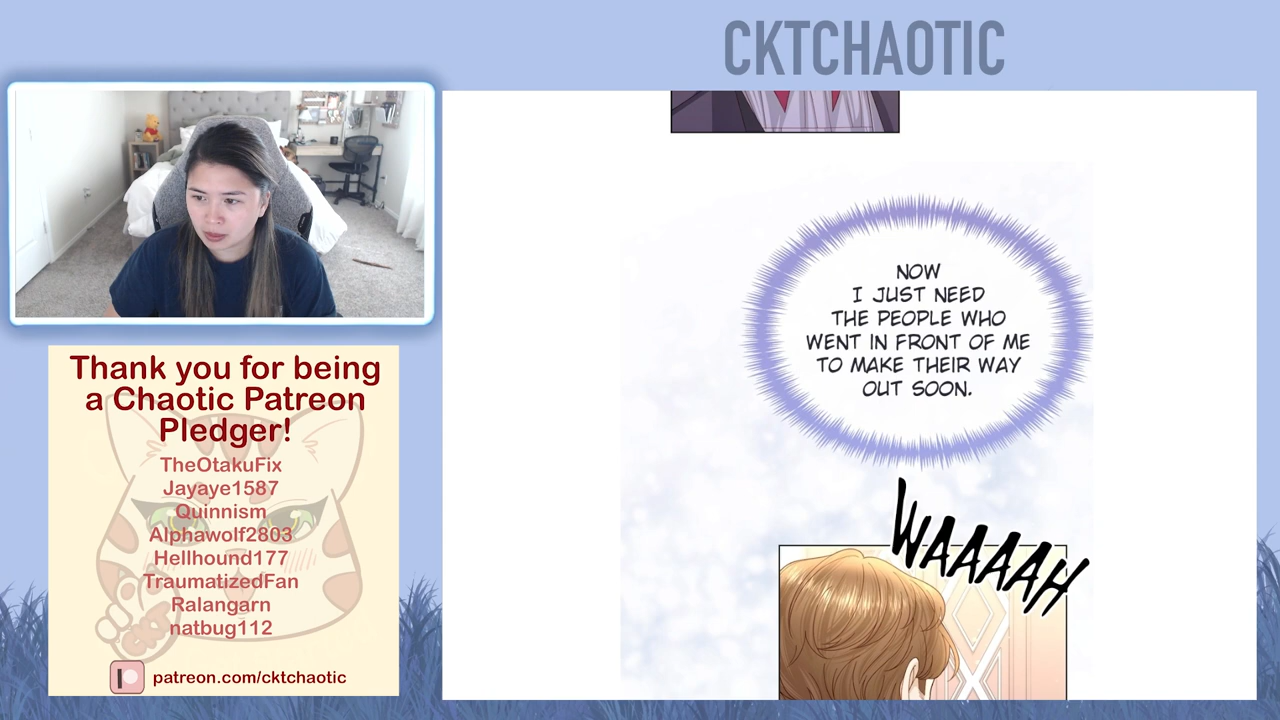 CKTCHAOTIC
Thank you for being
a Chaotic Patreon
Pledger!
TheOtakuFix
Jayaye1587
Quinnism
Alphawolf2803
Hellhound177
TraumatizedFan
Ralangarn
natbug112
patreon.com/cktchaotic
NOW
I JUST NEED
THE PEOPLE WHO
WENT IN FRONT OF ME
TO MAKE THEIR WAY
OUT SOON.
WAAAAH